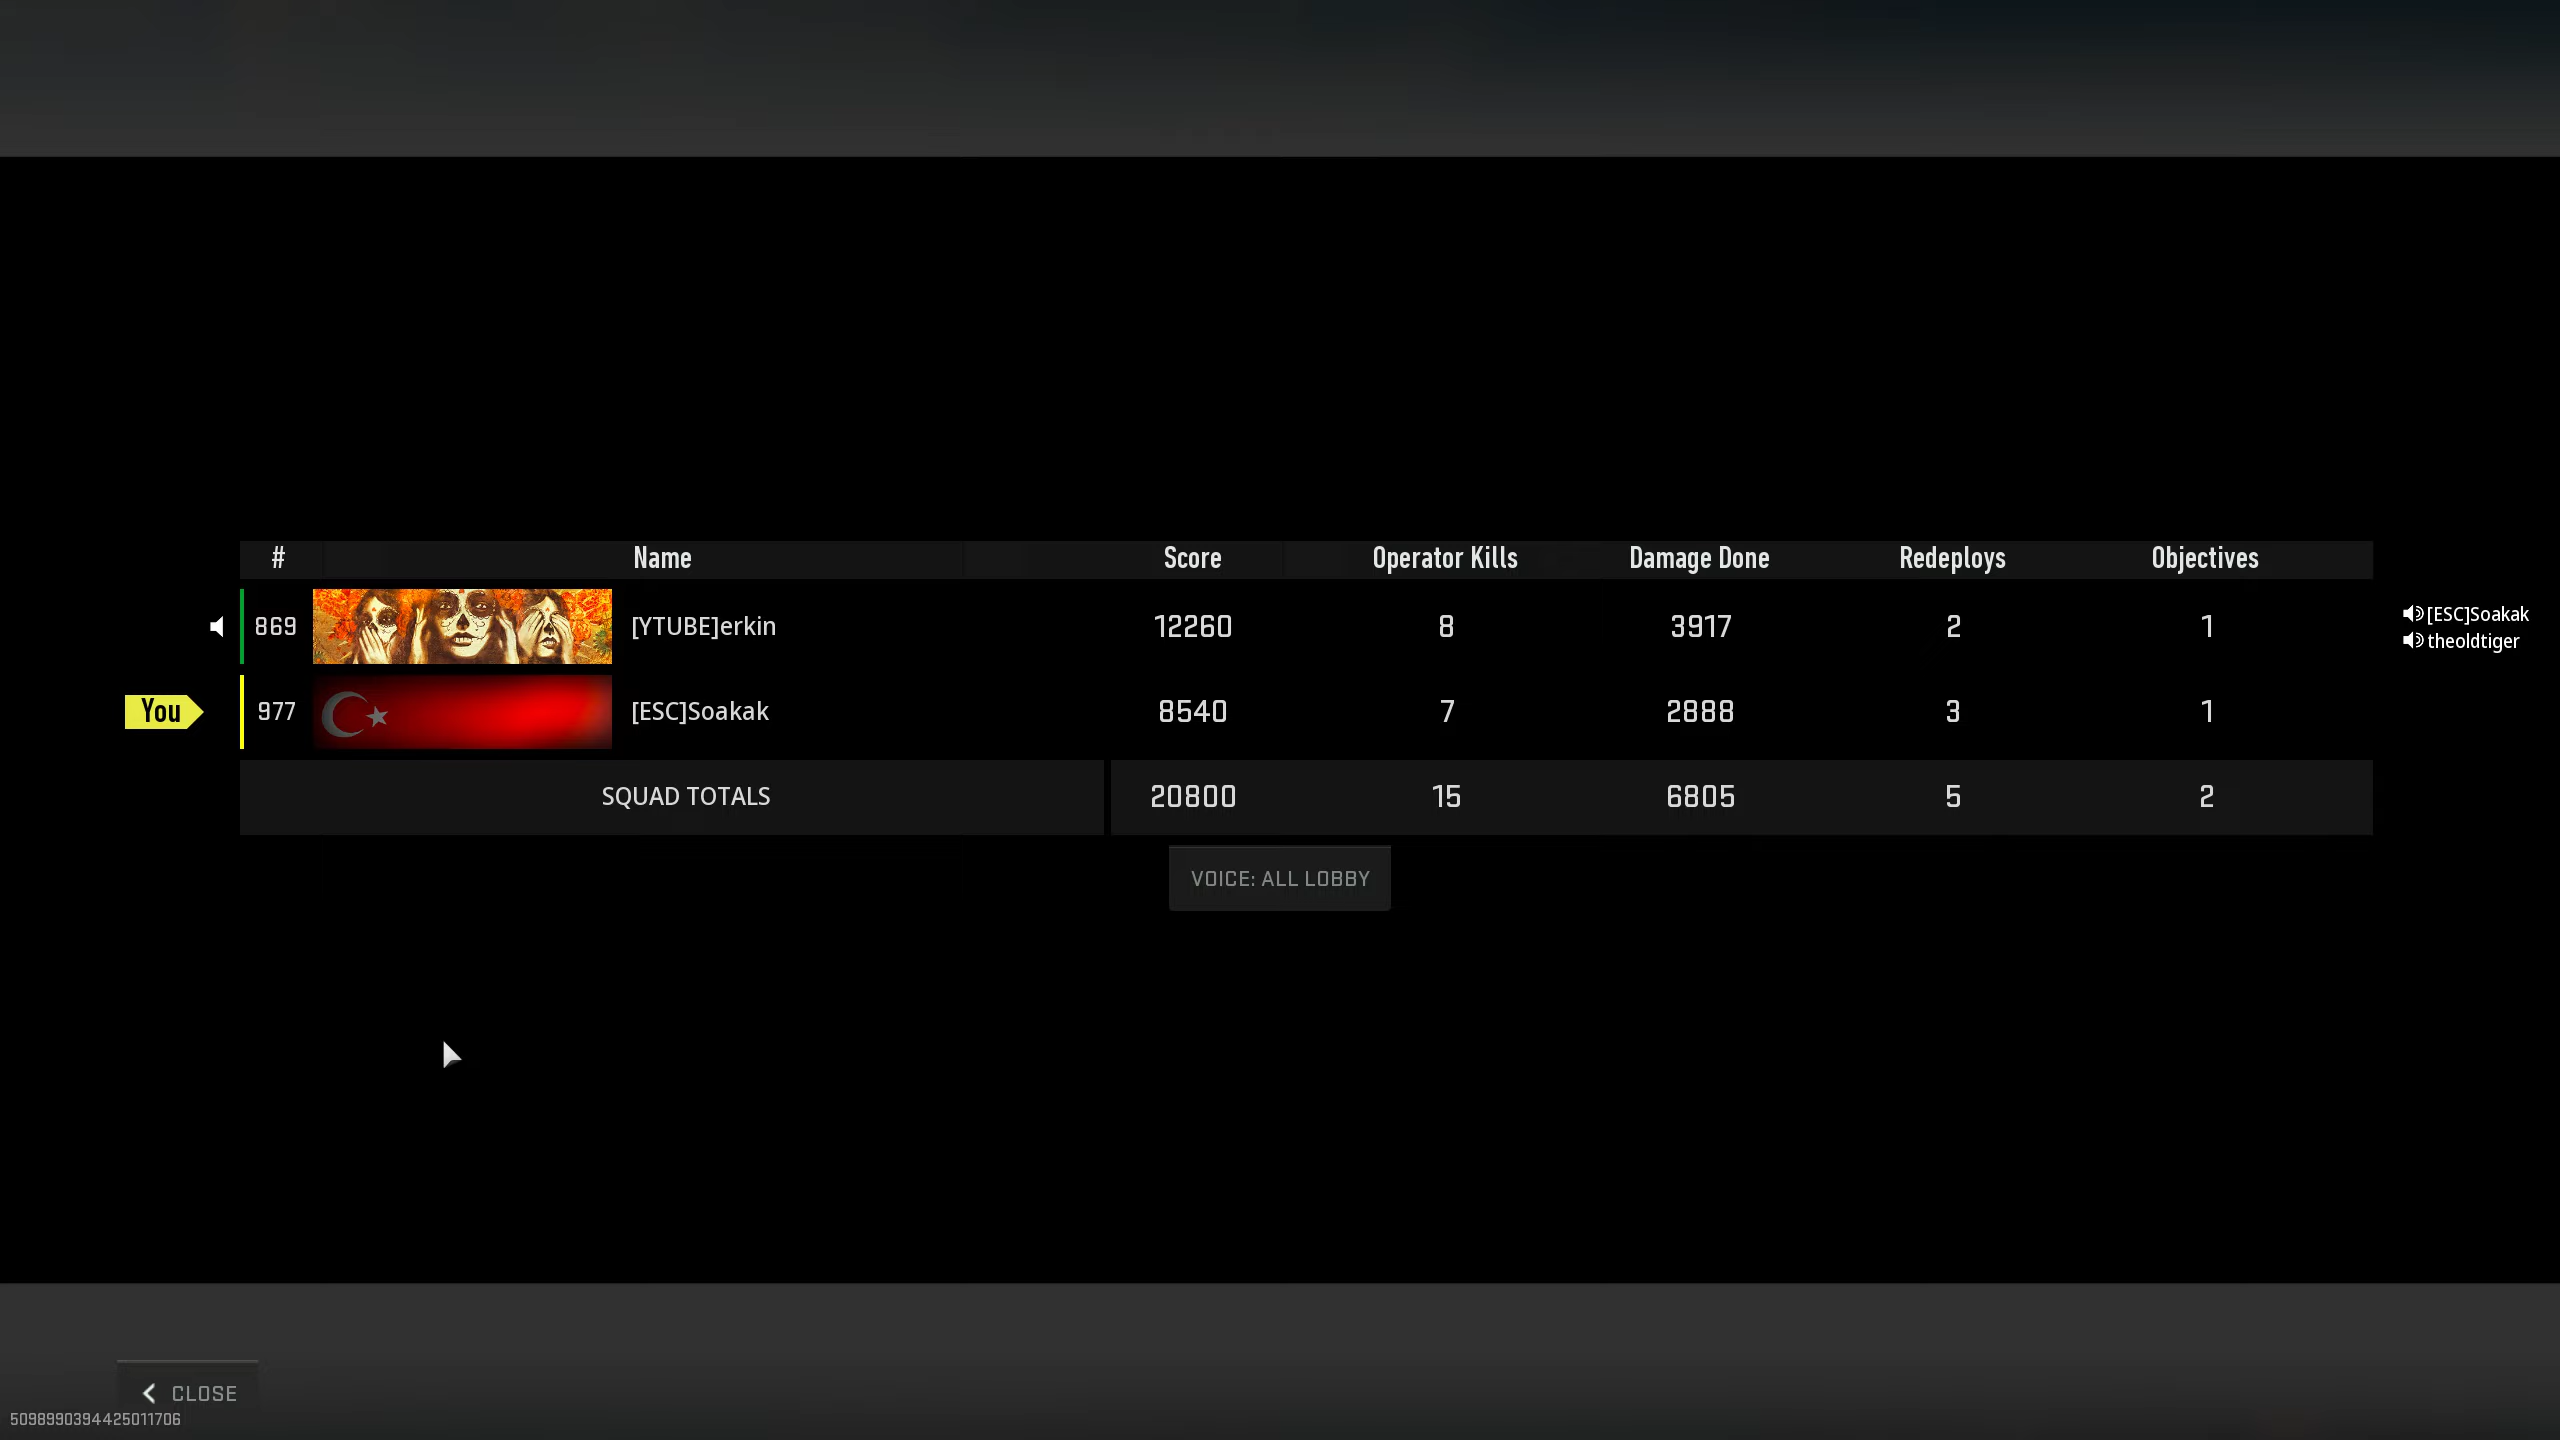 # Name Score Operator Kills Damage Done Redeploys Objectives
869 [YTUBE]erkin 12260 8 3917 2 1
[ESC]Soakak
theoldtiger
You 977 [ESC]Soakak 8540 7 2888 3 1
SQUAD TOTALS 20800 15 6805 5 2
VOICE: ALL LOBBY
CLOSE
5098990394425011706